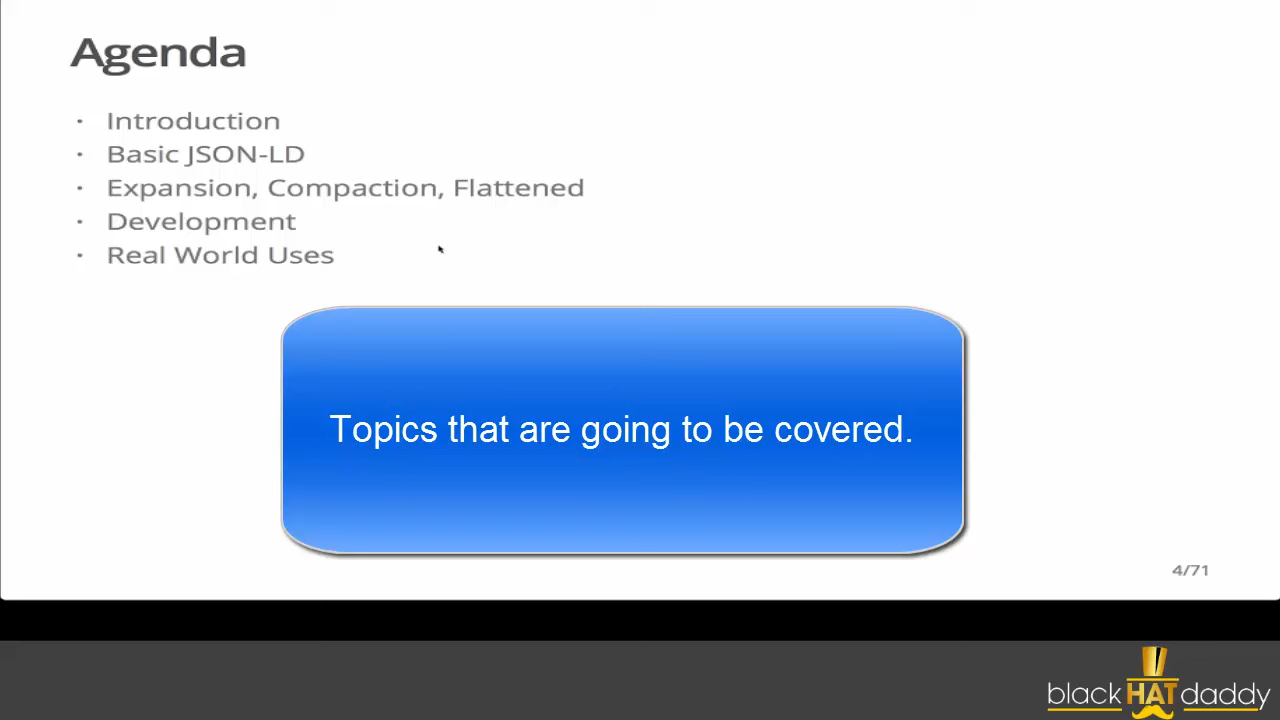 Agenda
· Introduction
· Basic JSON-LD
· Expansion, Compaction, Flattened
· Development
· Real World Uses
Topics that are going to be covered.
4/71
blackHATdaddy